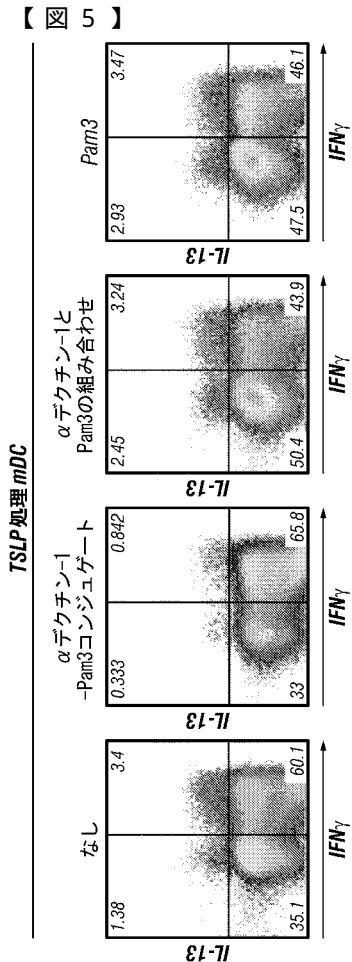 【図5】
TSLP処理 mDC
なし
1.38
3.4
35.1
60.1
IL-13
IFNγ
αデクチン-1
-Pam3コンジュゲート
0.333
0.842
33
65.8
IL-13
IFNγ
αデクチン-1と
Pam3の組み合わせ
2.45
3.24
50.4
43.9
IL-13
IFNγ
Pam3
2.93
3.47
47.5
46.1
IL-13
IFNγ